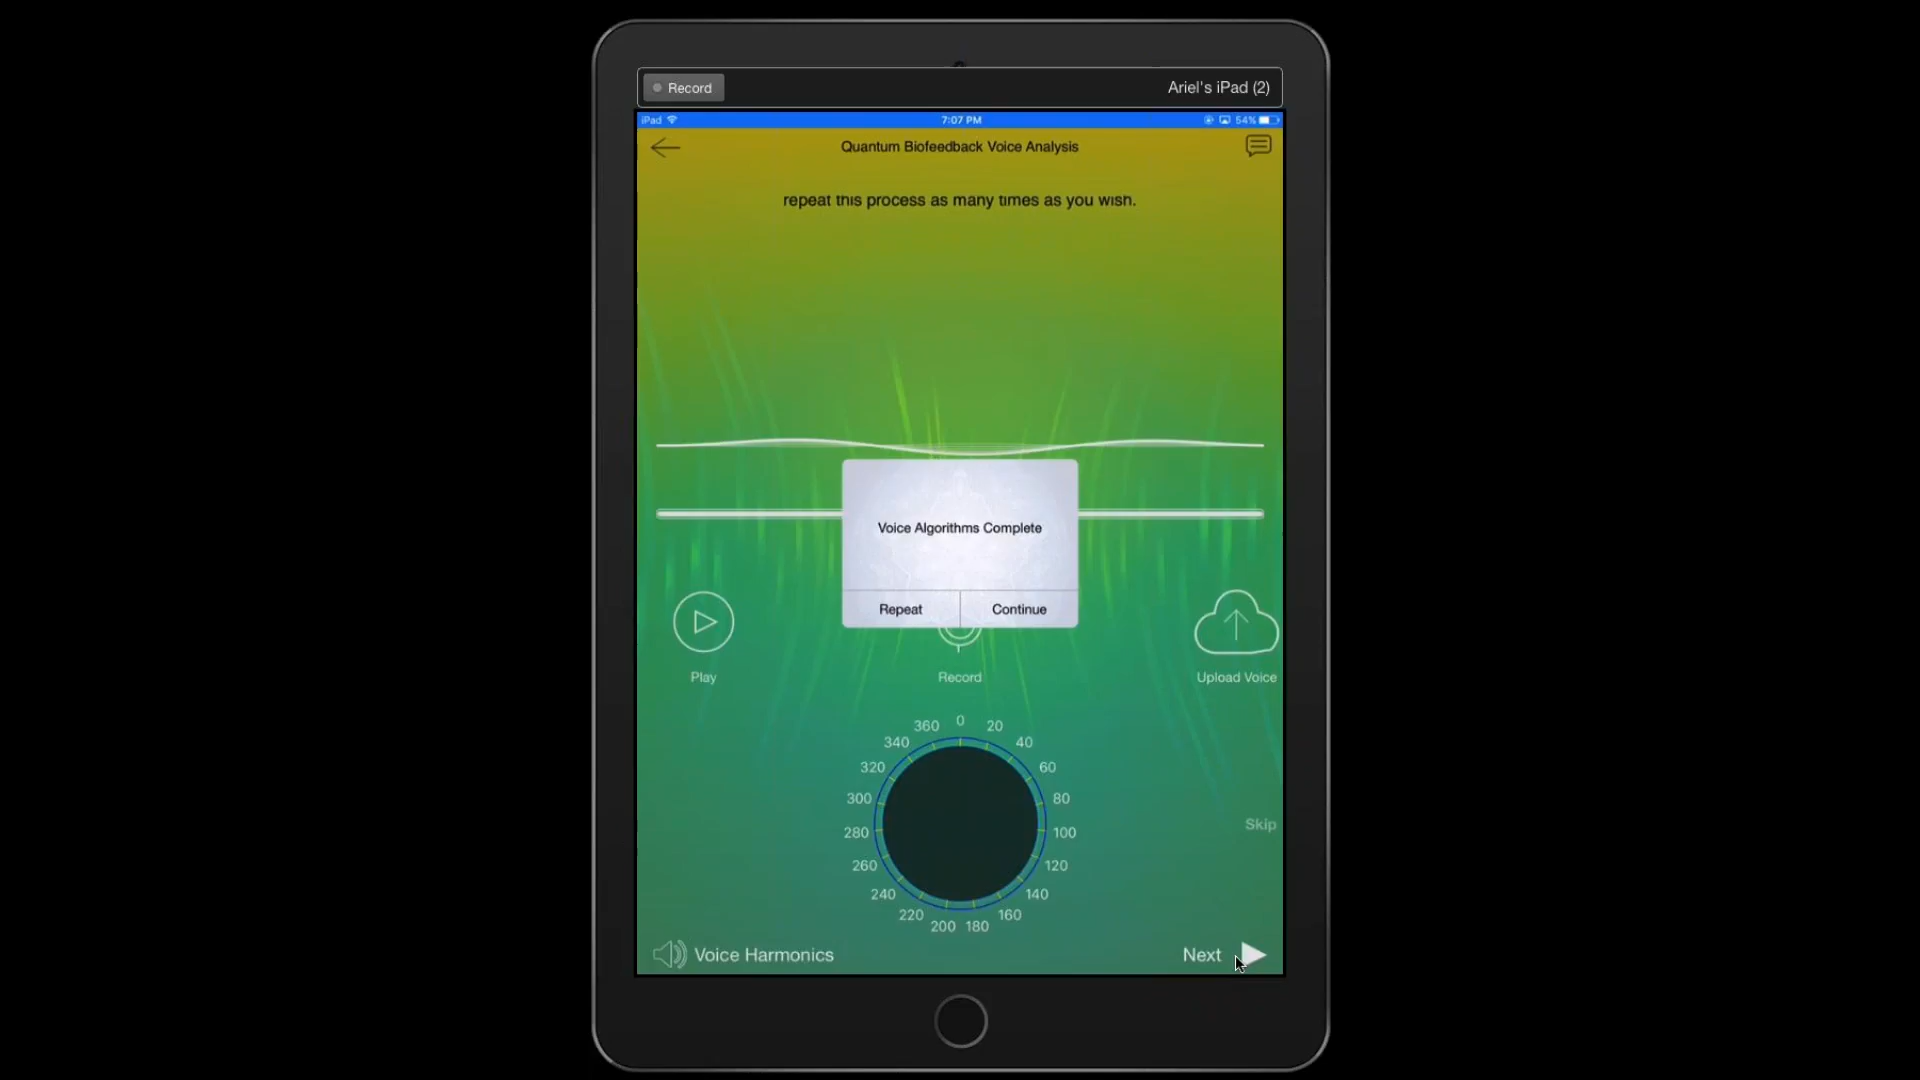 Record
Ariel's iPad (2)
iPad
7:07 PM
54%
Quantum Biofeedback Voice Analysis
repeat this process as many times as you wish.
Voice Algorithms Complete
Repeat
Continue
Play
Record
Upload Voice
0
20
40
60
80
100
120
140
160
180
200
220
240
260
280
300
320
340
360
Skip
Voice Harmonics
Next